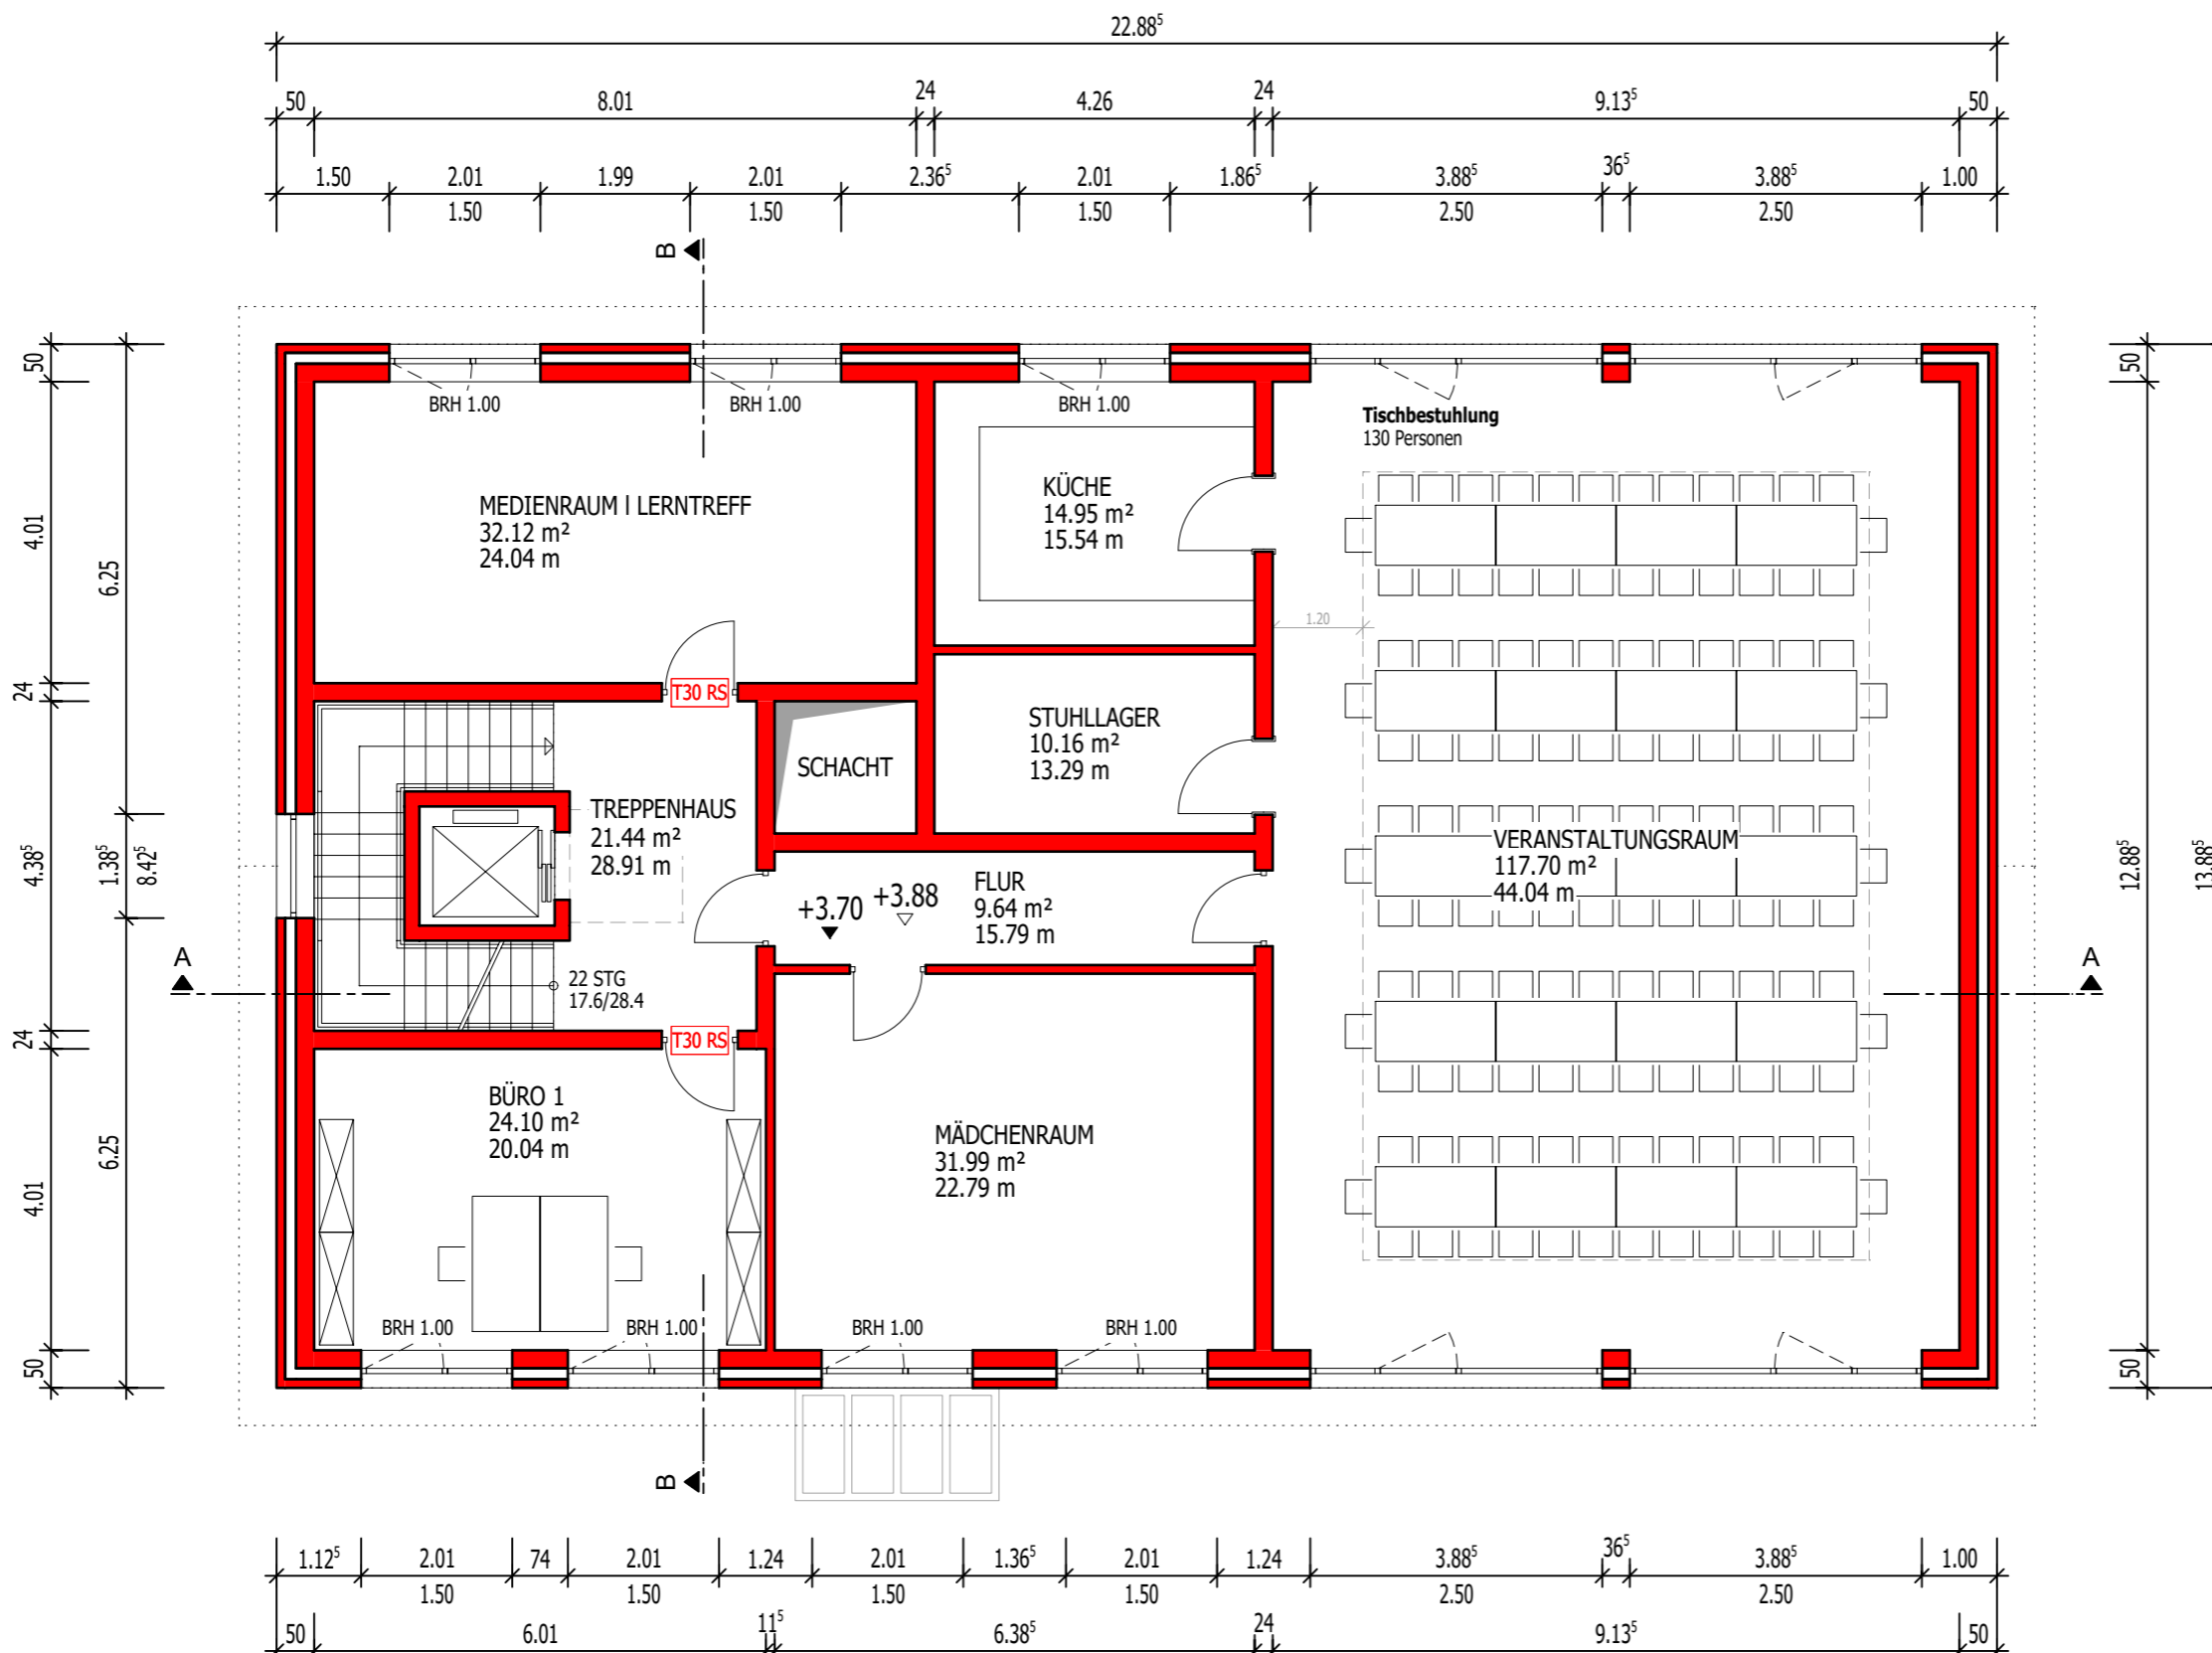 22.88⁵
50 8.01 24 4.26 24 9.13⁵ 50
1.50 2.01 1.99 2.01 2.36⁵ 2.01 1.86⁵ 3.88⁵ 36⁵ 3.88⁵ 1.00
1.50 1.50 1.50 2.50 2.50
B
50
4.01
24
4.38⁵
24
4.01
50
6.25
1.38⁵
6.25
8.42⁵
BRH 1.00
BRH 1.00
BRH 1.00
Tischbestuhlung
130 Personen
MEDIENRAUM I LERNTREFF
32.12 m²
24.04 m
KÜCHE
14.95 m²
15.54 m
1.20
T30 RS
STUHLLAGER
10.16 m²
13.29 m
SCHACHT
TREPPENHAUS
21.44 m²
28.91 m
VERANSTALTUNGSRAUM
117.70 m²
44.04 m
FLUR
9.64 m²
15.79 m
+3.70
+3.88
22 STG
17.6/28.4
A
A
T30 RS
BÜRO 1
24.10 m²
20.04 m
MÄDCHENRAUM
31.99 m²
22.79 m
BRH 1.00
BRH 1.00
BRH 1.00
BRH 1.00
50
12.88⁵
50
13.88⁵
B
1.12⁵ 2.01 74 2.01 1.24 2.01 1.36⁵ 2.01 1.24 3.88⁵ 36⁵ 3.88⁵ 1.00
1.50 1.50 1.50 1.50 2.50 2.50
50 6.01 11⁵ 6.38⁵ 24 9.13⁵ 50